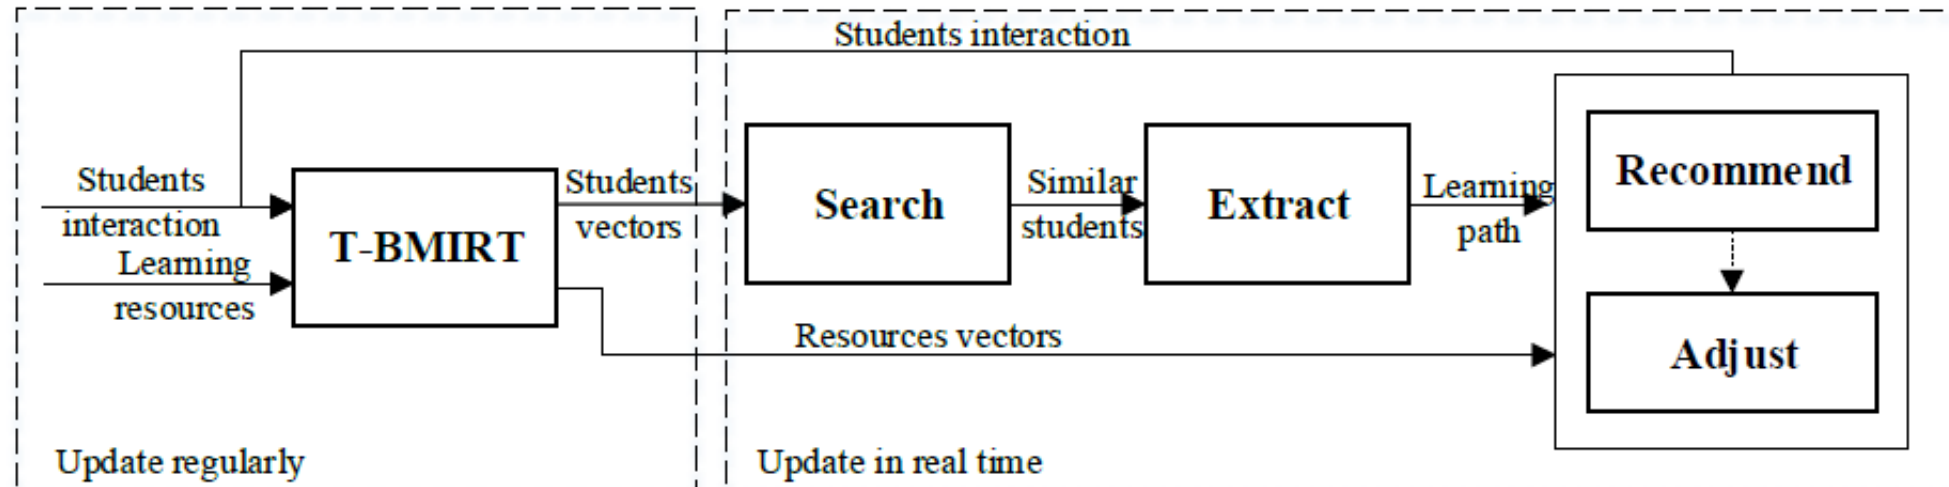 Students interaction
Students
interaction
Learning
resources
T-BMIRT
Students
vectors
Search
Similar
students
Extract
Learning
path
Recommend
Adjust
Resources vectors
Update regularly
Update in real time